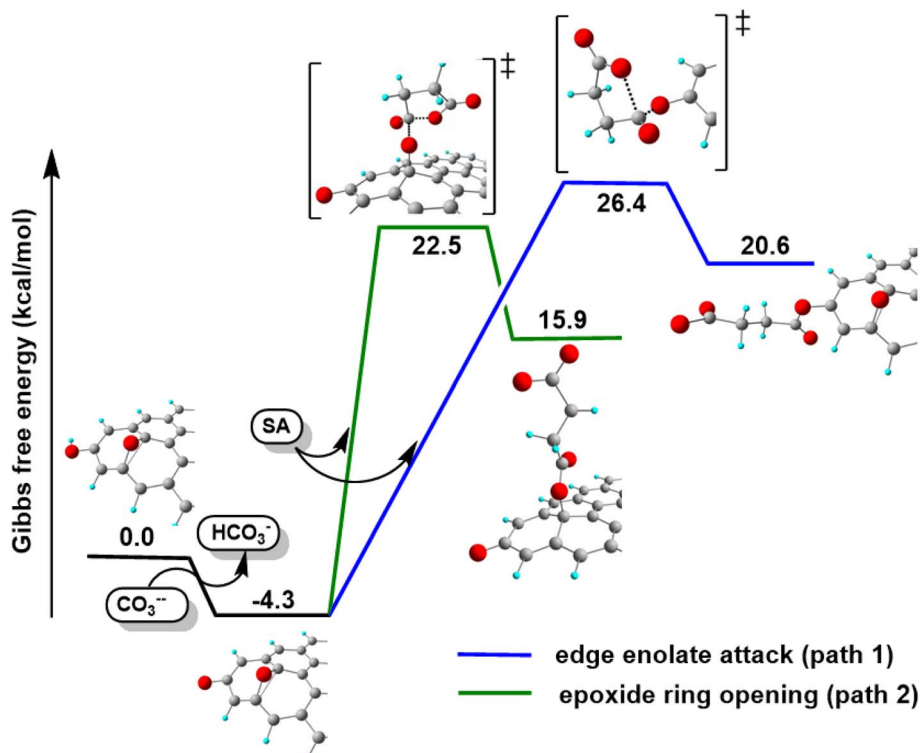 ‡
‡
Gibbs free energy (kcal/mol)
26.4
20.6
22.5
15.9
SA
0.0
HCO₃⁻
CO₃⁻⁻
-4.3
edge enolate attack (path 1)
epoxide ring opening (path 2)